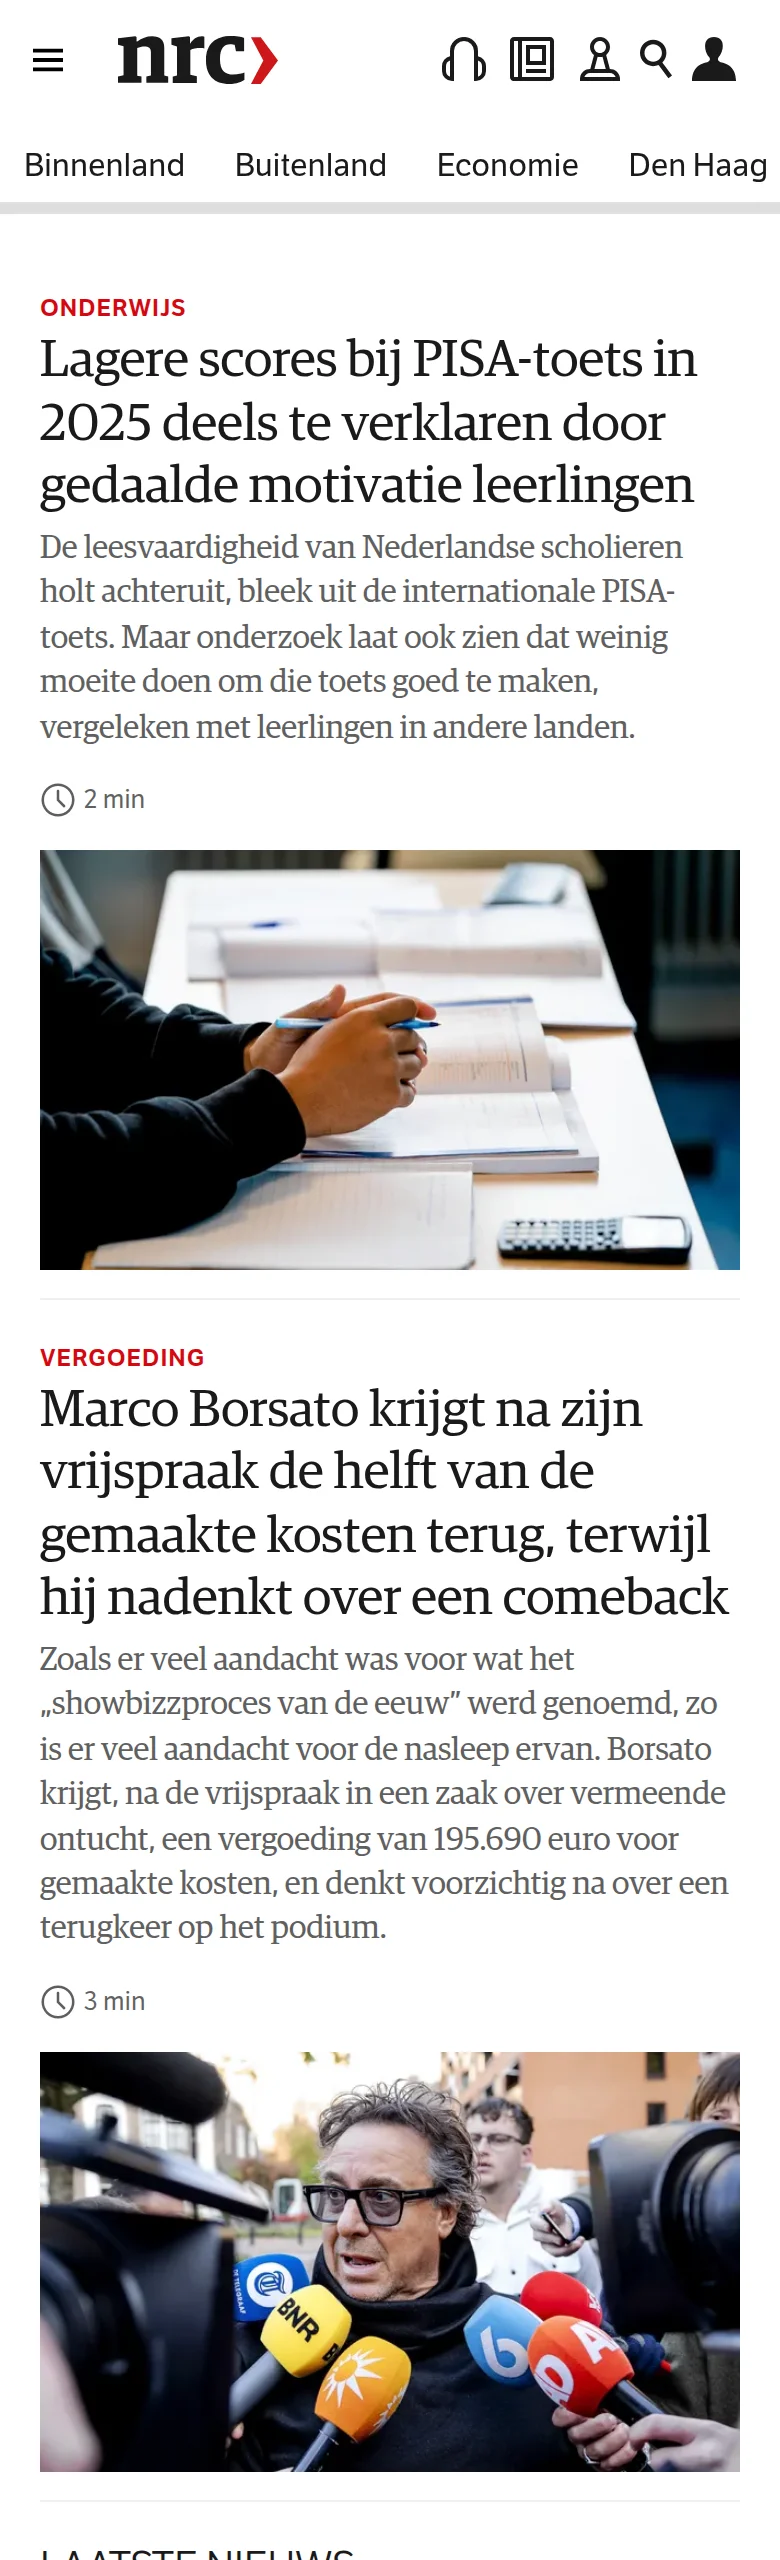 nrc
Binnenland Buitenland Economie Den Haag
ONDERWIJS
Lagere scores bij PISA-toets in
2025 deels te verklaren door
gedaalde motivatie leerlingen
De leesvaardigheid van Nederlandse scholieren
holt achteruit, bleek uit de internationale PISA-
toets. Maar onderzoek laat ook zien dat weinig
moeite doen om die toets goed te maken,
vergeleken met leerlingen in andere landen.
2 min
VERGOEDING
Marco Borsato krijgt na zijn
vrijspraak de helft van de
gemaakte kosten terug, terwijl
hij nadenkt over een comeback
Zoals er veel aandacht was voor wat het
„showbizzproces van de eeuw” werd genoemd, zo
is er veel aandacht voor de nasleep ervan. Borsato
krijgt, na de vrijspraak in een zaak over vermeende
ontucht, een vergoeding van 195.690 euro voor
gemaakte kosten, en denkt voorzichtig na over een
terugkeer op het podium.
3 min
DE TELEGRAAF
BNR
B
6
AD A
LAATSTE NIEUWS